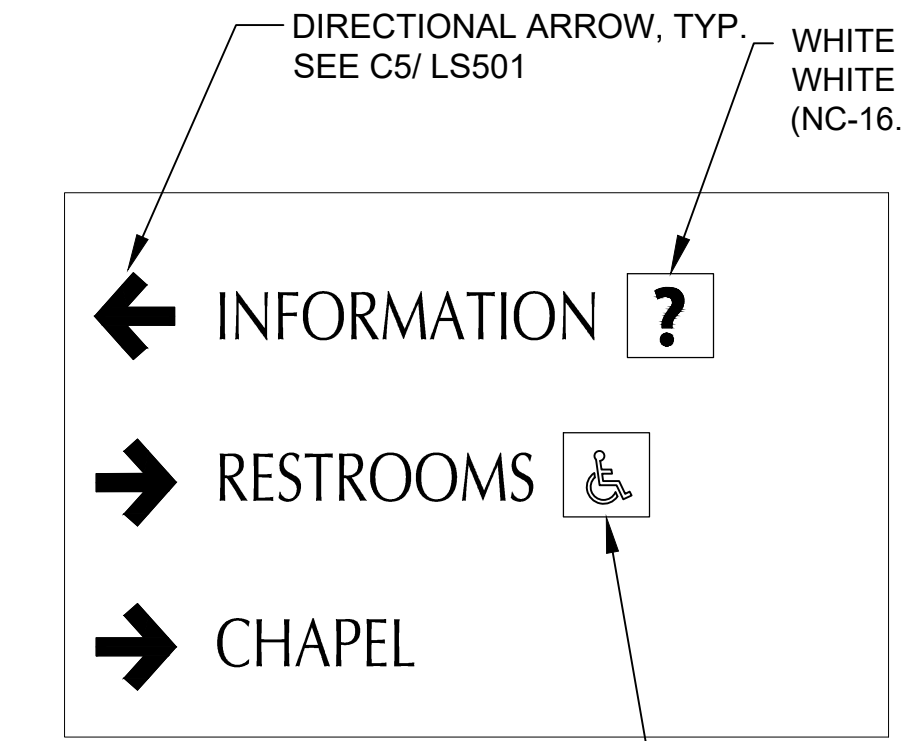 DIRECTIONAL ARROW, TYP.
SEE C5/ LS501
WHITE
WHITE
(NC-16.
INFORMATION ?
RESTROOMS
CHAPEL